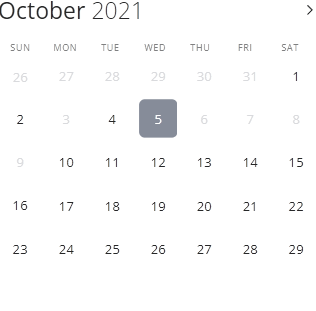 October 2021
SUN MON TUE WED THU FRI SAT
26 27 28 29 30 31 1
2 3 4 5 6 7 8
9 10 11 12 13 14 15
16 17 18 19 20 21 22
23 24 25 26 27 28 29